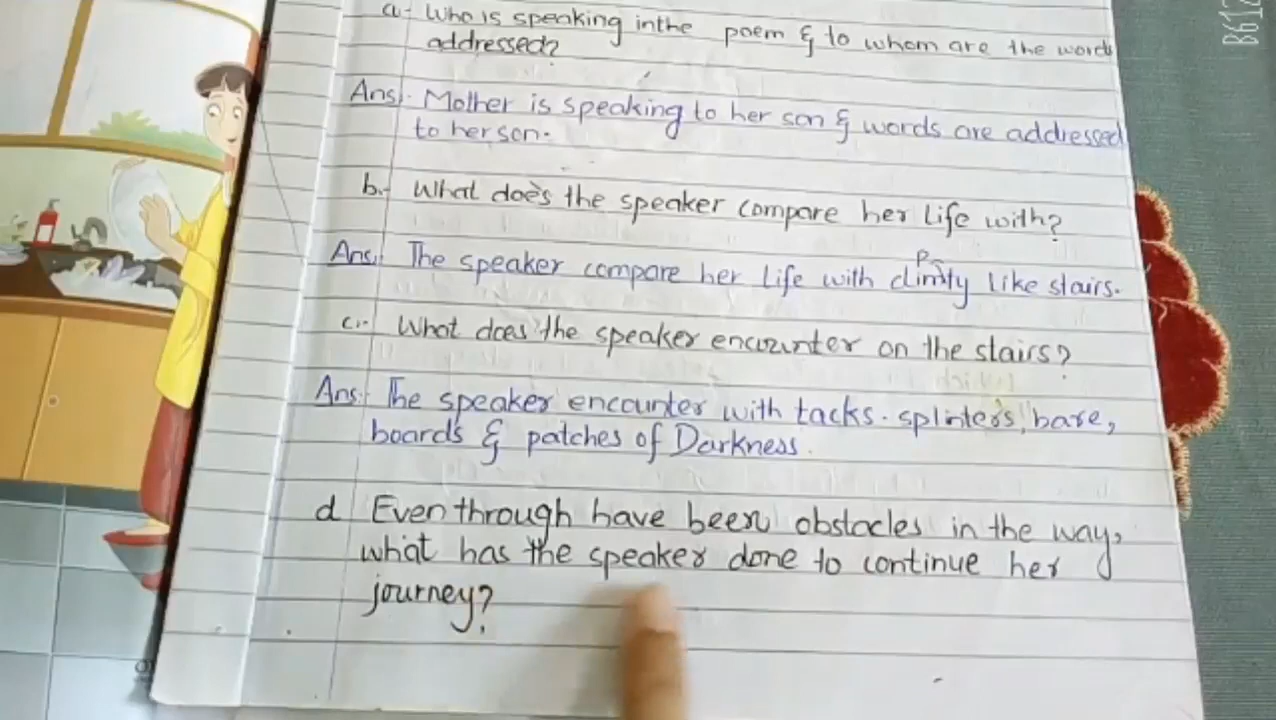 a- Who is speaking in the poem & to whom are the words
addressed?
Ans:- Mother is speaking to her son & words are addressed
to her son.
b.- What does the speaker compare her Life with?
Ans:- The speaker compare her Life with climty like stairs.
c.- What does the speaker encounter on the stairs?
Ans:- The speaker encounter with tacks. splinters, bare,
boards & patches of Darkness.
d Even through have been obstacles in the way,
what has the speaker done to continue her
journey?
B612